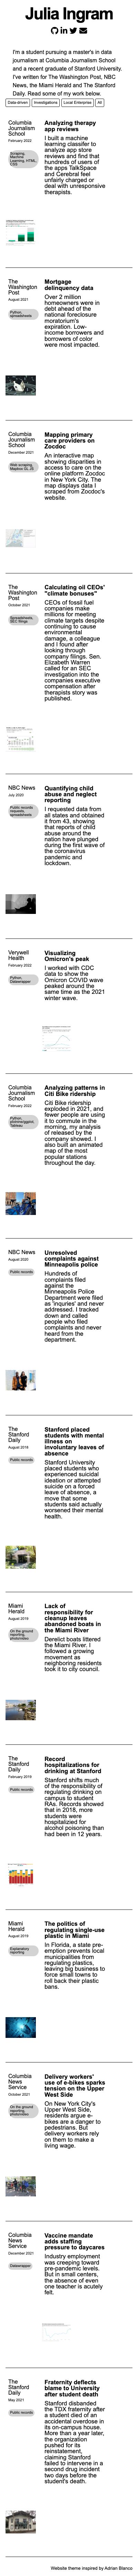 Julia Ingram
I'm a student pursuing a master's in data
journalism at Columbia Journalism School
and a recent graduate of Stanford University.
I've written for The Washington Post, NBC
News, the Miami Herald and The Stanford
Daily. Read some of my work below.
Data-driven
Investigations
Local Enterprise
All
Columbia
Journalism
School
February 2022
Analyzing therapy
app reviews
I built a machine
learning classifier to
analyze app store
reviews and find that
hundreds of users of
the apps TalkSpace
and Cerebral feel
unfairly charged or
deal with unresponsive
therapists.
The
Washington
Post
August 2021
Python,
spreadsheets
Mortgage
delinquency data
Over 2 million
homeowners were in
debt ahead of the
national foreclosure
moratorium's
expiration. Low-
income borrowers and
borrowers of color
were most impacted.
Columbia
Journalism
School
December 2021
Web scraping,
Mapbox GL JS
Mapping primary
care providers on
Zocdoc
An interactive map
showing disparities in
access to care on the
online platform Zocdoc
in New York City. The
map displays data I
scraped from Zocdoc's
website.
The
Washington
Post
October 2021
Spreadsheets,
SEC filings
Calculating oil CEOs'
"climate bonuses"
CEOs of fossil fuel
companies make
millions for meeting
climate targets despite
continuing to cause
environmental
damage, a colleague
and I found after
looking through
company filings. Sen.
Elizabeth Warren
called for an SEC
investigation into the
companies executive
compensation after
therapists story was
published.
NBC News
July 2020
Public records
requests,
spreadsheets
Quantifying child
abuse and neglect
reporting
I requested data from
all states and obtained
it from 43, showing
that reports of child
abuse around the
nation have plunged
during the first wave of
the coronavirus
pandemic and
lockdown.
Verywell
Health
February 2022
Python,
Datawrapper
Visualizing
Omicron's peak
I worked with CDC
data to show the
Omicron COVID wave
peaked around the
same time as the 2021
winter wave.
Columbia
Journalism
School
February 2022
Analyzing patterns in
Citi Bike ridership
Citi Bike ridership
exploded in 2021, and
fewer people are using
it to commute in the
morning, my analysis
of data released by the
company showed. I
also built an animated
map of the most
popular stations
throughout the day.
NBC News
August 2020
Public records
Unresolved
complaints against
Minneapolis police
Hundreds of
complaints filed
against the
Minneapolis Police
Department were filed
as 'inquries' and never
addressed. I tracked
down and called
people who filed
complaints and never
heard from the
department.
The
Stanford
Daily
August 2018
Public records
Stanford placed
students with mental
illness on
involuntary leaves of
absence
Stanford University
placed students who
experienced suicidal
ideation or attempted
suicide on a forced
leave of absence, a
move that some
students said actually
worsened their mental
health.
Miami
Herald
August 2019
On the ground
reporting,
photo/video
Lack of
responsibility for
cleanup leaves
abandoned boats in
the Miami River
Derelict boats littered
the Miami River. I
followed a growing
movement as
neighboring residents
took it to city council.
The
Stanford
Daily
February 2019
Public records
Record
hospitalizations for
drinking at Stanford
Stanford shifts much
of the responsibility of
regulating drinking on
campus to student
RAs. Records showed
that in 2018, more
students were
hospitalized for
alcohol poisoning than
had been in 12 years.
Miami
Herald
August 2019
Explanatory
reporting
The politics of
regulating single-use
plastic in Miami
In Florida, a state pre-
emption prevents local
municipalities from
regulating plastics,
leaving big business to
force small towns to
roll back their plastic
bans.
Columbia
News
Service
October 2021
On the ground
reporting,
photo/video
Delivery workers'
use of e-bikes sparks
tension on the Upper
West Side
On New York City's
Upper West Side,
residents argue e-
bikes are a danger to
pedestrians. But
delivery workers rely
on them to make a
living wage.
Columbia
News
Service
December 2021
Datawrapper
Vaccine mandate
adds staffing
pressure to daycares
Industry employment
was creeping toward
pre-pandemic levels.
But in small centers,
the absence of even
one teacher is acutely
felt.
The
Stanford
Daily
May 2021
Public records
Fraternity deflects
blame to University
after student death
Stanford disbanded
the TDX fraternity after
a student died of an
accidental overdose in
its on-campus house.
More than a year later,
the organization
pushed for its
reinstatement,
claiming Stanford
failed to intervene in a
second drug incident
two days before the
student's death.
Website theme inspired by Adrian Blanco